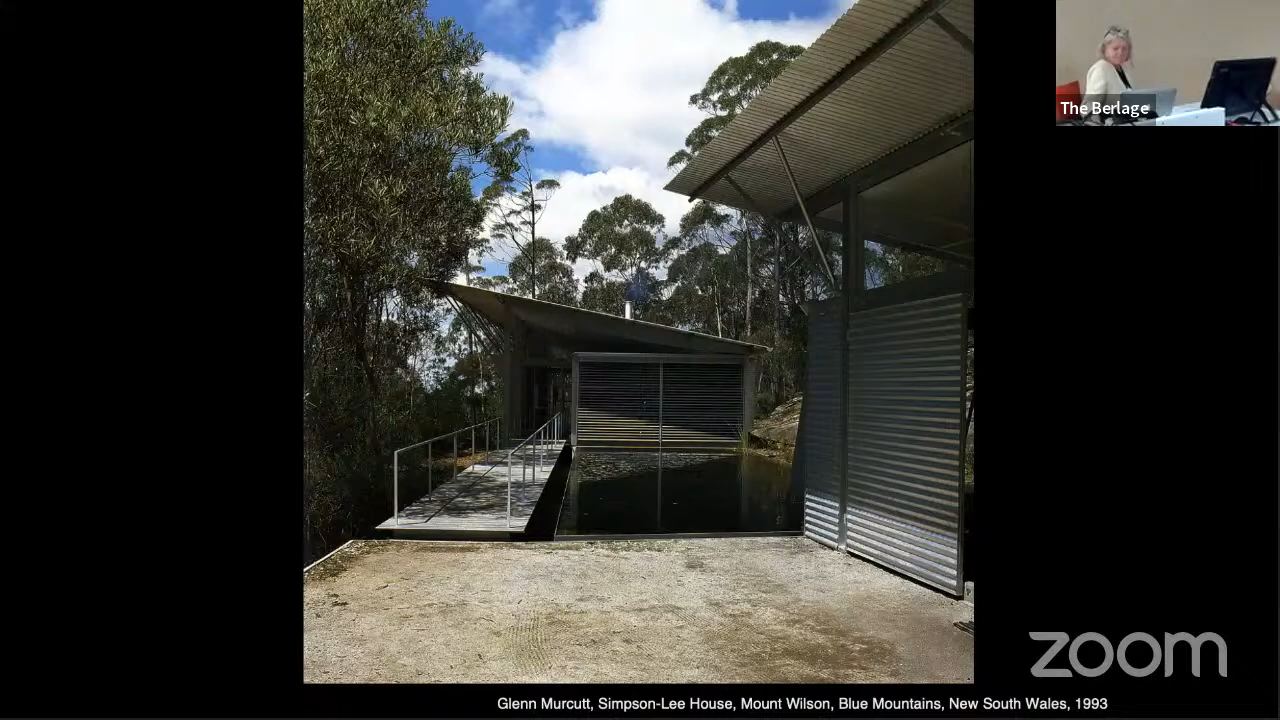 The Berlage
zoom
Glenn Murcutt, Simpson-Lee House, Mount Wilson, Blue Mountains, New South Wales, 1993